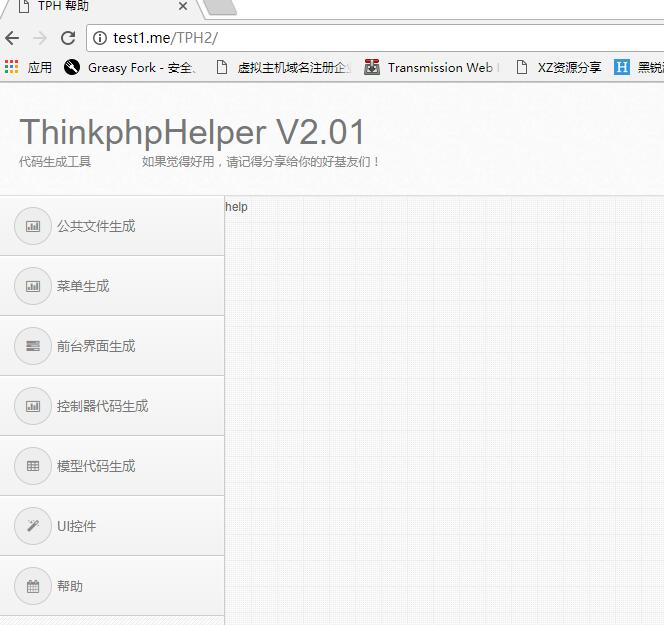 TPH 帮助
test1.me/TPH2/
应用 Greasy Fork - 安全、 虚拟主机域名注册企 Transmission Web XZ资源分享 黑锐
ThinkphpHelper V2.01
代码生成工具 如果觉得好用，请记得分享给你的好基友们！
公共文件生成
help
菜单生成
前台界面生成
控制器代码生成
模型代码生成
UI控件
帮助